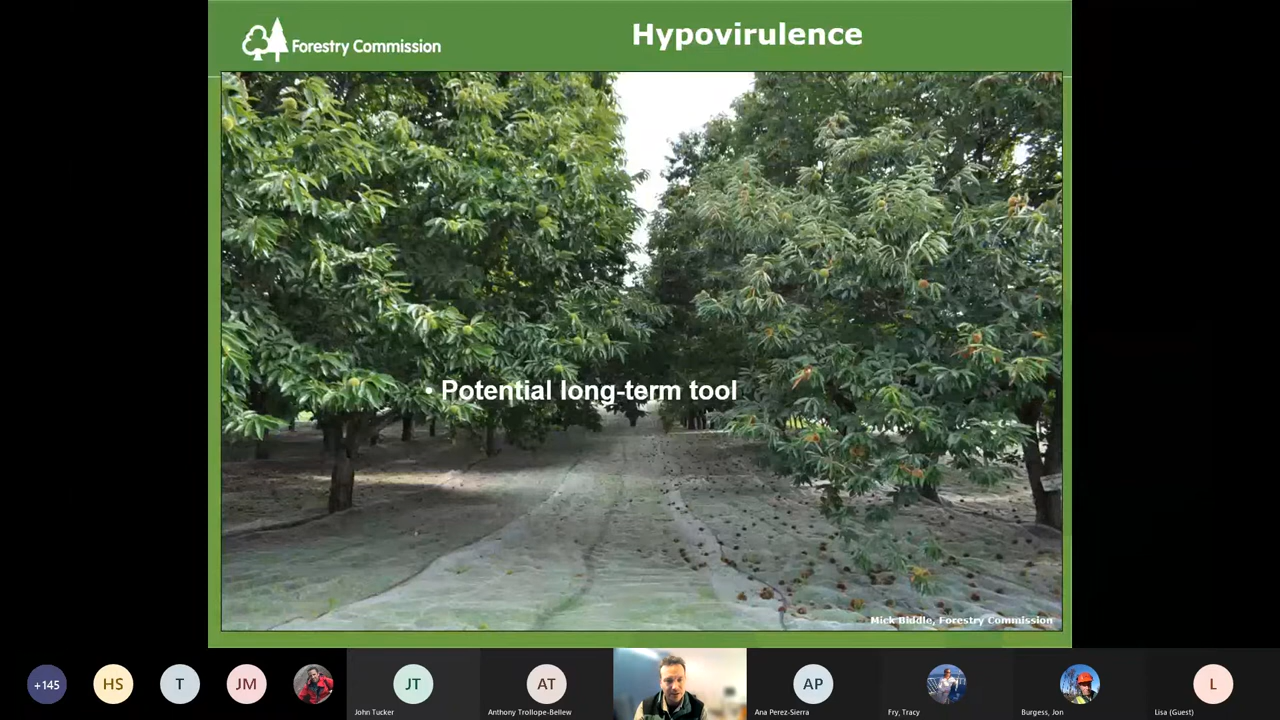 Forestry Commission
Hypovirulence
• Potential long-term tool
Mick Biddle, Forestry Commission
+145
HS
T
JM
JT
AT
AP
L
John Tucker
Anthony Trollope-Bellew
Ana Perez-Sierra
Fry, Tracy
Burgess, Jon
Lisa (Guest)